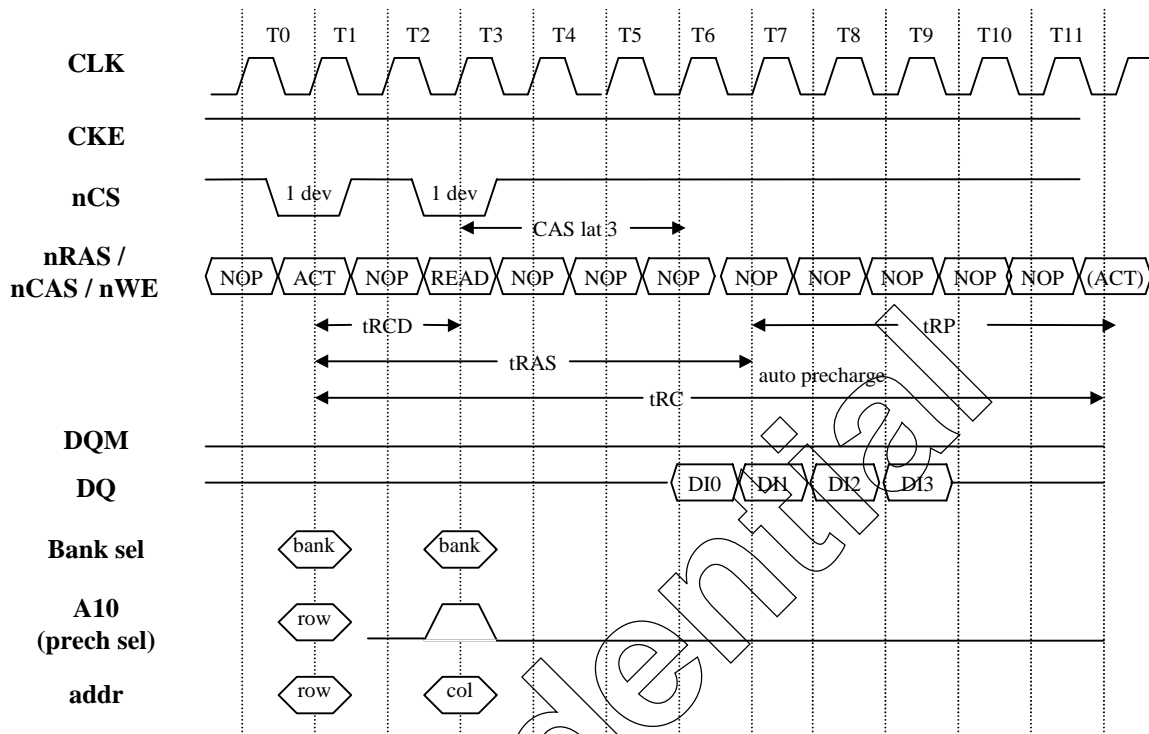 T0 T1 T2 T3 T4 T5 T6 T7 T8 T9 T10 T11
CLK
CKE
nCS 1 dev 1 dev
CAS lat 3
nRAS /
nCAS / nWE
NOP ACT NOP READ NOP NOP NOP NOP NOP NOP NOP NOP (ACT)
tRCD tRP
tRAS
auto precharge
tRC
DQM
DQ DI0 DI1 DI2 DI3
Bank sel bank bank
A10
(prech sel)
row
addr row col
dential